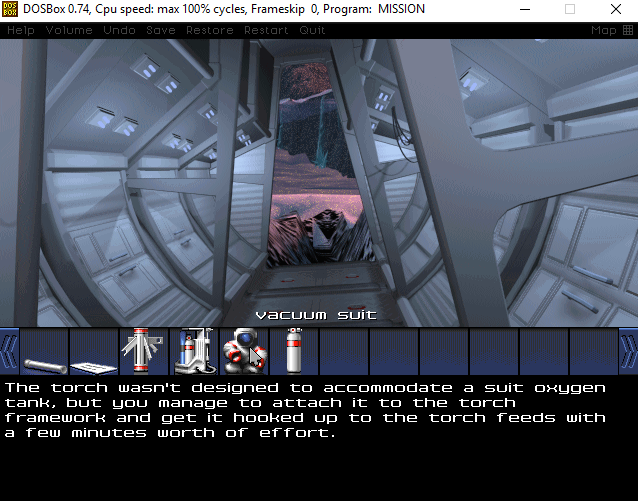 DOS
BOX
DOSBox 0.74, Cpu speed: max 100% cycles, Frameskip 0, Program: MISSION
Help Volume Undo Save Restore Restart Quit Map
vacuum suit
The torch wasn't designed to accommodate a suit oxygen
tank, but you manage to attach it to the torch
framework and get it hooked up to the torch feeds with
a few minutes worth of effort.